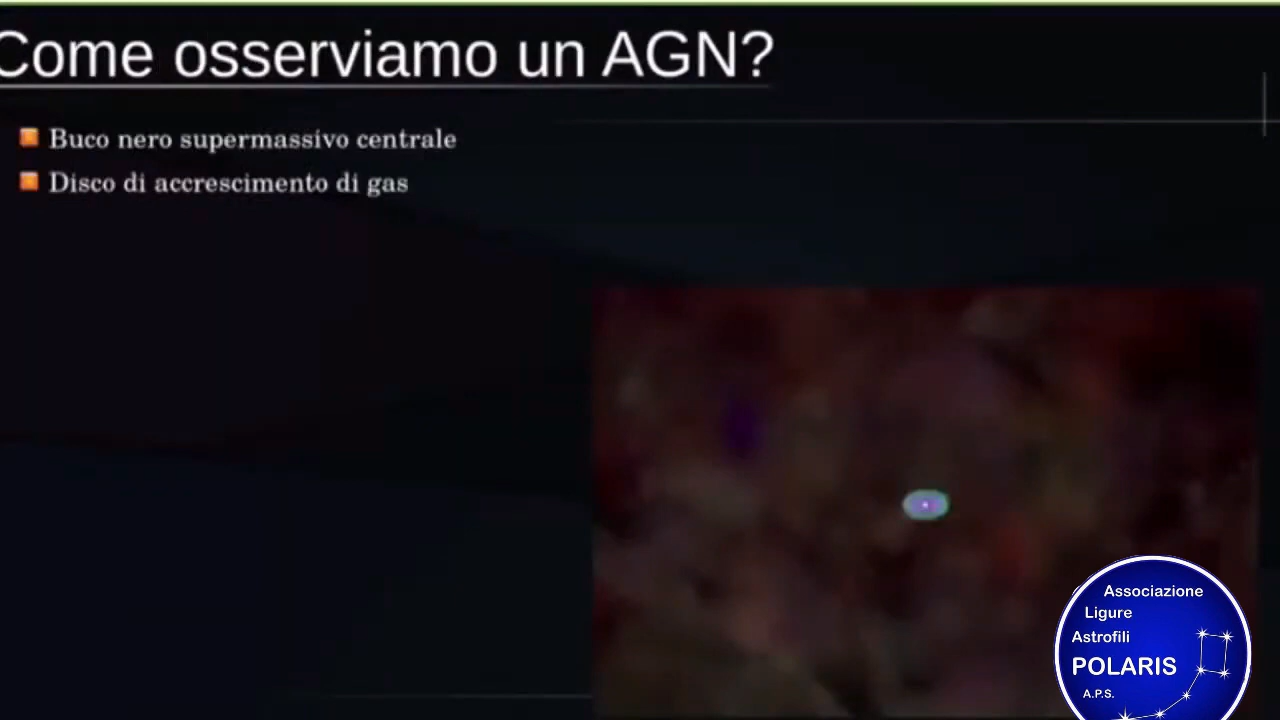 Come osserviamo un AGN?
Buco nero supermassivo centrale
Disco di accrescimento di gas
Associazione
Ligure
Astrofili
POLARIS
A.P.S.